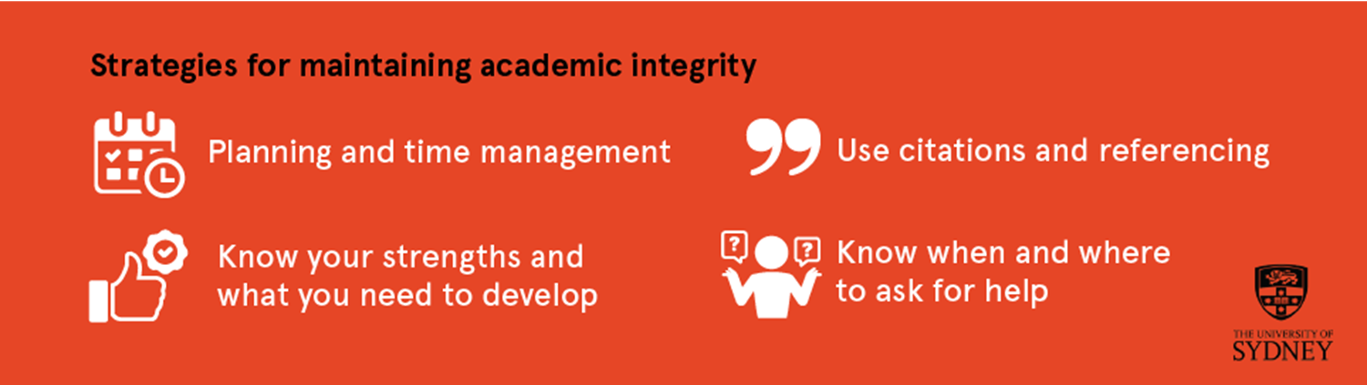 Strategies for maintaining academic integrity
Planning and time management
Use citations and referencing
Know your strengths and
what you need to develop
Know when and where
to ask for help
THE UNIVERSITY OF
SYDNEY